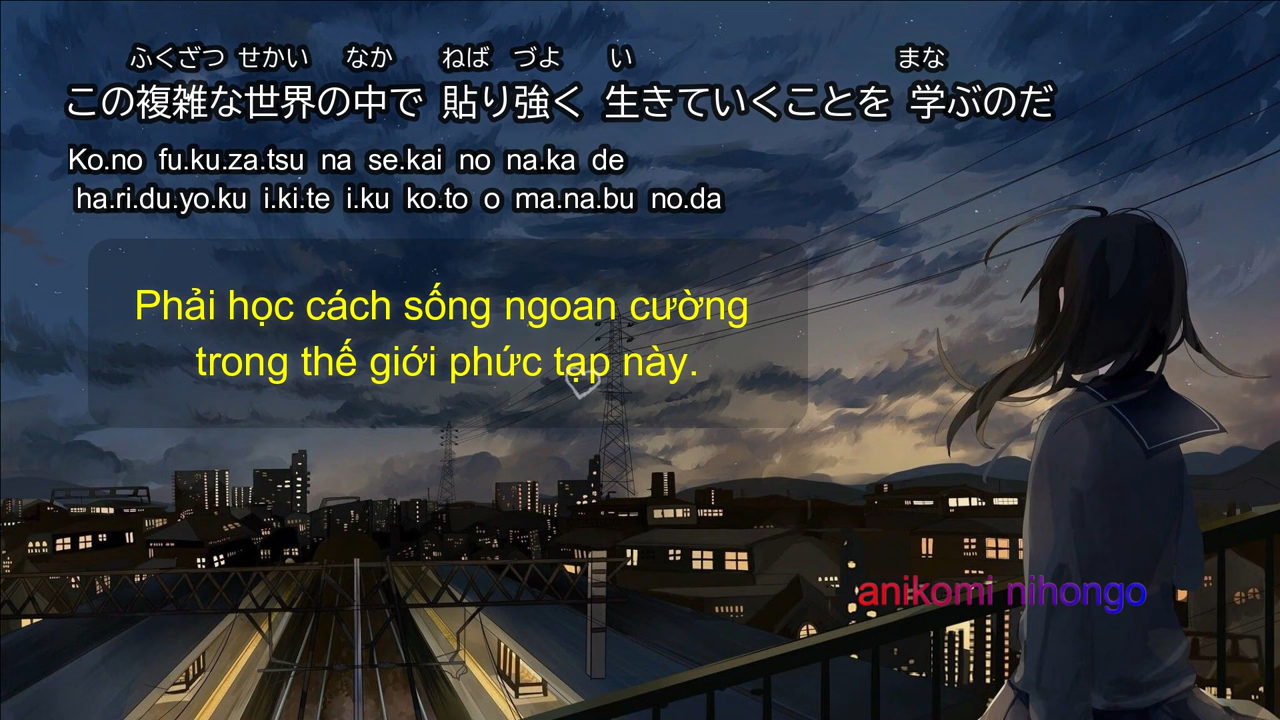 ふくざつ せかい なか ねば づよ い まな
この複雑な世界の中で 貼り強く 生きていくことを 学ぶのだ
Ko.no fu.ku.za.tsu na se.kai no na.ka de
ha.ri.du.yo.ku i.ki.te i.ku ko.to o ma.na.bu no.da
Phải học cách sống ngoan cường
trong thế giới phức tạp này.
anikomi nihongo